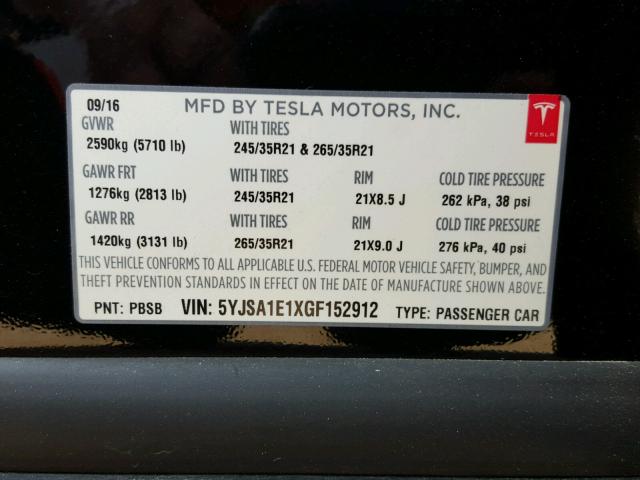 09/16 MFD BY TESLA MOTORS, INC.
TESLA
GVWR WITH TIRES
2590kg (5710 lb) 245/35R21 & 265/35R21
GAWR FRT WITH TIRES RIM COLD TIRE PRESSURE
1276kg (2813 lb) 245/35R21 21X8.5 J 262 kPa, 38 psi
GAWR RR WITH TIRES RIM COLD TIRE PRESSURE
1420kg (3131 lb) 265/35R21 21X9.0 J 276 kPa, 40 psi
THIS VEHICLE CONFORMS TO ALL APPLICABLE U.S. FEDERAL MOTOR VEHICLE SAFETY, BUMPER, AND
THEFT PREVENTION STANDARDS IN EFFECT ON THE DATE OF MANUFACTURE SHOWN ABOVE.
PNT: PBSB VIN: 5YJSA1E1XGF152912 TYPE: PASSENGER CAR